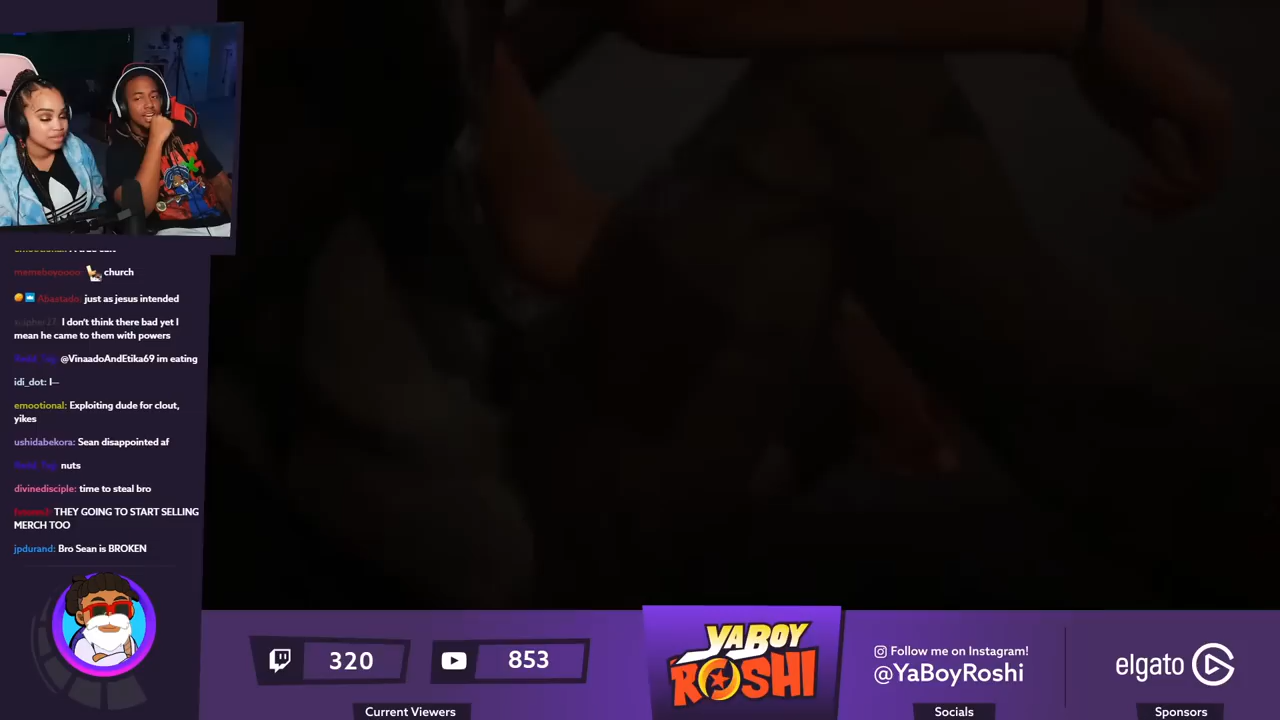 memeboyoooo: church
Abastado: just as jesus intended
I don't think there bad yet I
mean he came to them with powers
@VinaadoAndEtika69 im eating
idi_dot: I—
emootional: Exploiting dude for clout,
yikes
ushidabekora: Sean disappointed af
nuts
divinedisciple: time to steal bro
THEY GOING TO START SELLING
MERCH TOO
jpdurand: Bro Sean is BROKEN
320
853
Current Viewers
YABOY
ROSHI
Follow me on Instagram!
@YaBoyRoshi
Socials
elgato
Sponsors